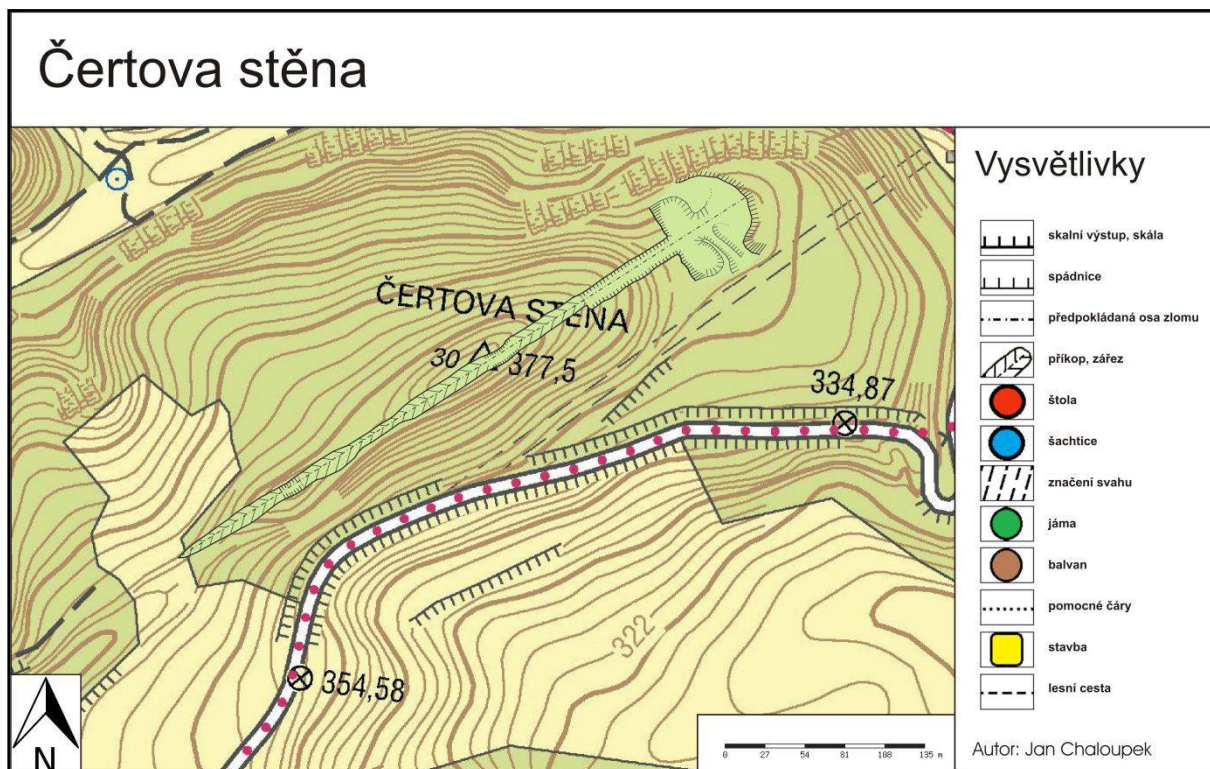 Čertova stěna
ČERTOVA STĚNA
30
377,5
334,87
354,58
322
N
0 27 54 81 108 135 m
Vysvětlivky
skalní výstup, skála
spádnice
předpokládaná osa zlomu
příkop, zářez
štola
šachtice
značení svahu
jáma
balvan
pomocné čáry
stavba
lesní cesta
Autor: Jan Chaloupek